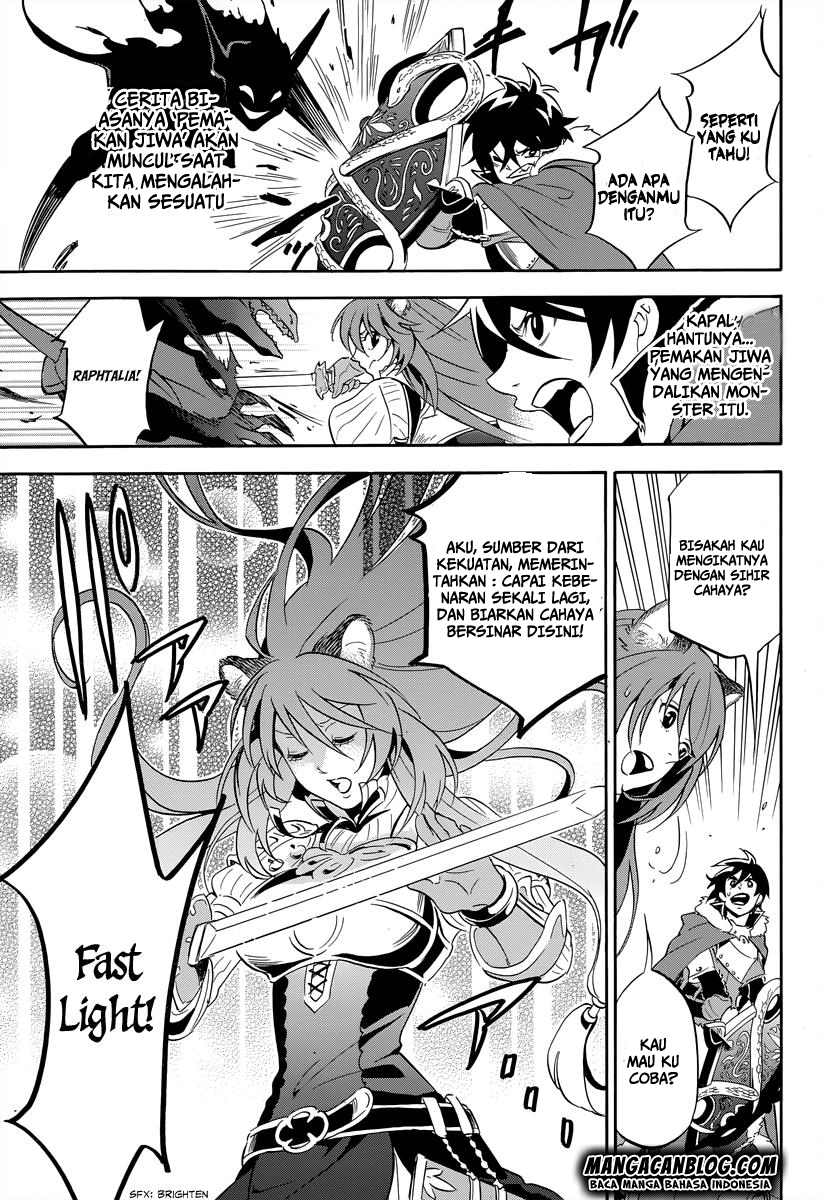 SEPERTI
YANG KU
TAHU!
ADA APA
DENGANMU
ITU?
CERITA BI-
ASANYA 'PEMA-
KAN JIWA' AKAN
MUNCUL SAAT
KITA MENGALAH-
KAN SESUATU
KAPAL
HANTUNYA...
PEMAKAN JIWA
YANG MENGEN-
DALIKAN MON-
STER ITU.
RAPHTALIA!
BISAKAH KAU
MENGIKATNYA
DENGAN SIHIR
CAHAYA?
KAU
MAU KU
COBA?
AKU, SUMBER DARI
KEKUATAN, MEMERIN-
TAHKAN : CAPAI KEBE-
NARAN SEKALI LAGI,
DAN BIARKAN CAHAYA
BERSINAR DISINI!
Fast
Light!
SFX: BRIGHTEN
MANGACANBLOG.COM
BACA MANGA BAHASA INDONESIA